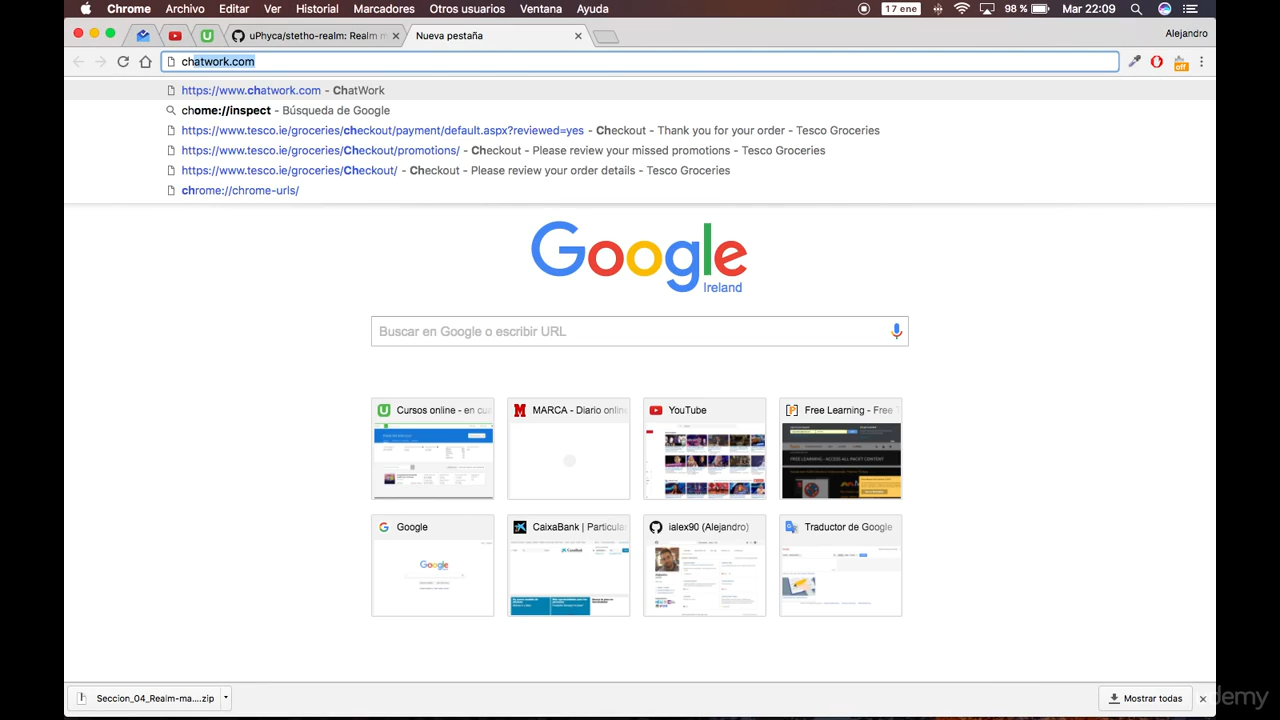 Chrome Archivo Editar Ver Historial Marcadores Otros usuarios Ventana Ayuda 17 ene 98 % Mar 22:09
uPhyca/stetho-realm: Realm m Nueva pestaña Alejandro
chatwork.com
https://www.chatwork.com - ChatWork
chome://inspect - Búsqueda de Google
https://www.tesco.ie/groceries/checkout/payment/default.aspx?reviewed=yes - Checkout - Thank you for your order - Tesco Groceries
https://www.tesco.ie/groceries/Checkout/promotions/ - Checkout - Please review your missed promotions - Tesco Groceries
https://www.tesco.ie/groceries/Checkout/ - Checkout - Please review your order details - Tesco Groceries
chrome://chrome-urls/
Google
Ireland
Buscar en Google o escribir URL
Cursos online - en cua MARCA - Diario online YouTube Free Learning - Free T
Google CaixaBank | Particula ialex90 (Alejandro) Traductor de Google
Seccion_04_Realm-ma....zip Mostrar todas
demy